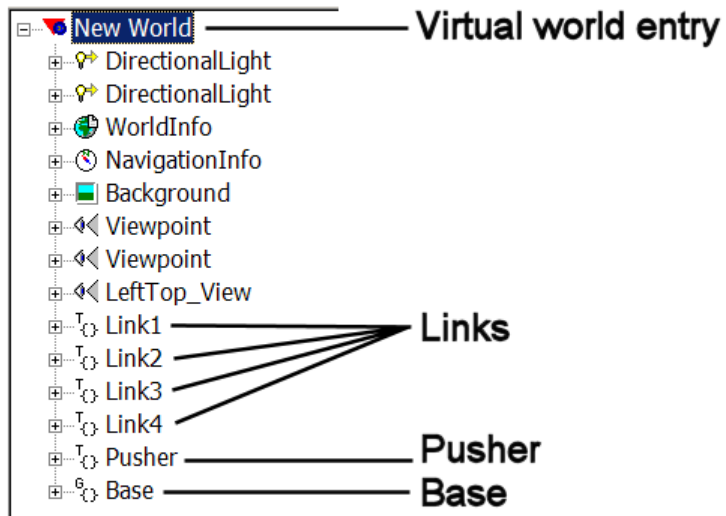 New World Virtual world entry
DirectionalLight
DirectionalLight
WorldInfo
NavigationInfo
Background
Viewpoint
Viewpoint
LeftTop_View
T{} Link1 Links
T{} Link2
T{} Link3
T{} Link4
T{} Pusher Pusher
G{} Base Base